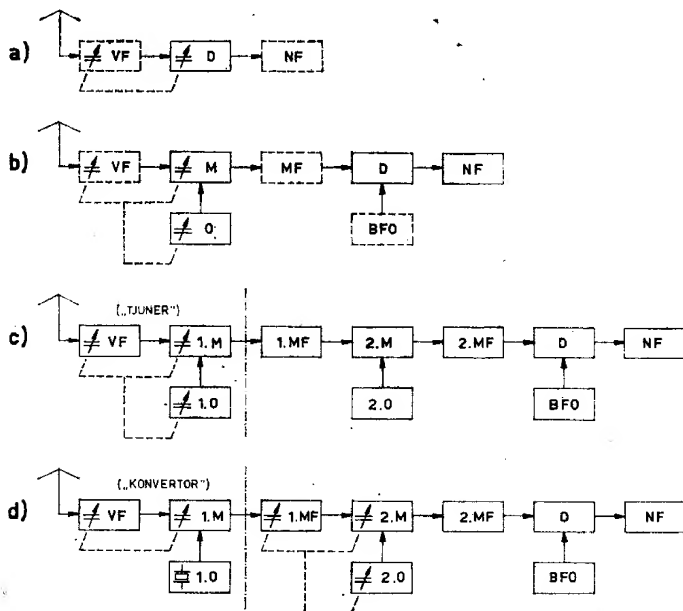 a) VF D NF
b) VF M MF D NF
O BFO
(„TJUNER")
c) VF 1.M 1.MF 2.M 2.MF D NF
1.O 2.O BFO
(„KONVERTOR")
d) VF 1.M 1.MF 2.M 2.MF D NF
1.O 2.O BFO